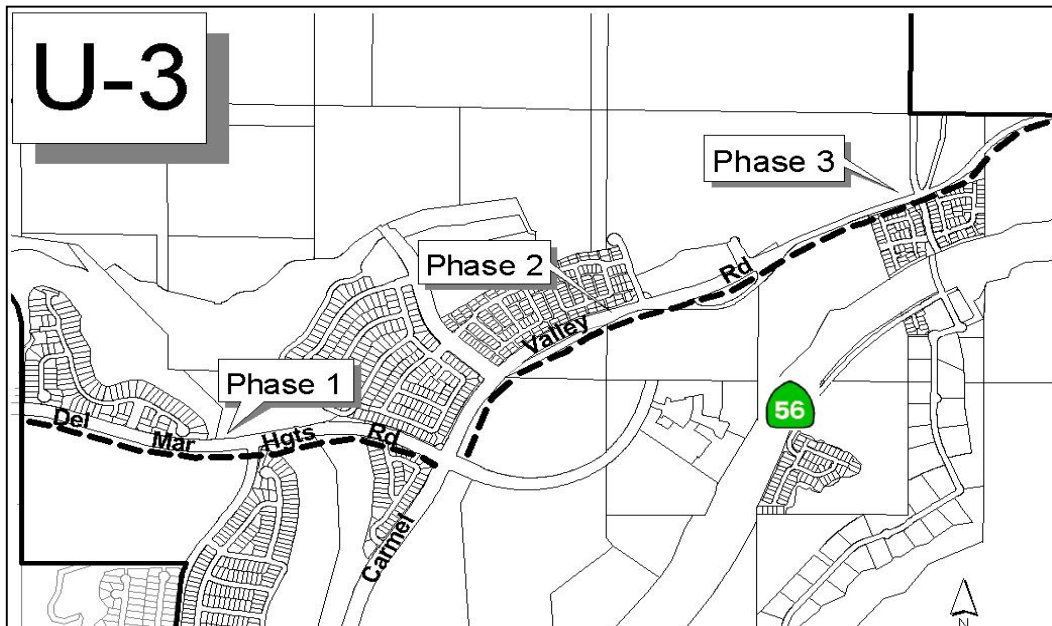 U-3
Phase 3
Phase 2
Rd
Valley
Phase 1
56
Del Mar Hgts Rd
Carmel
N